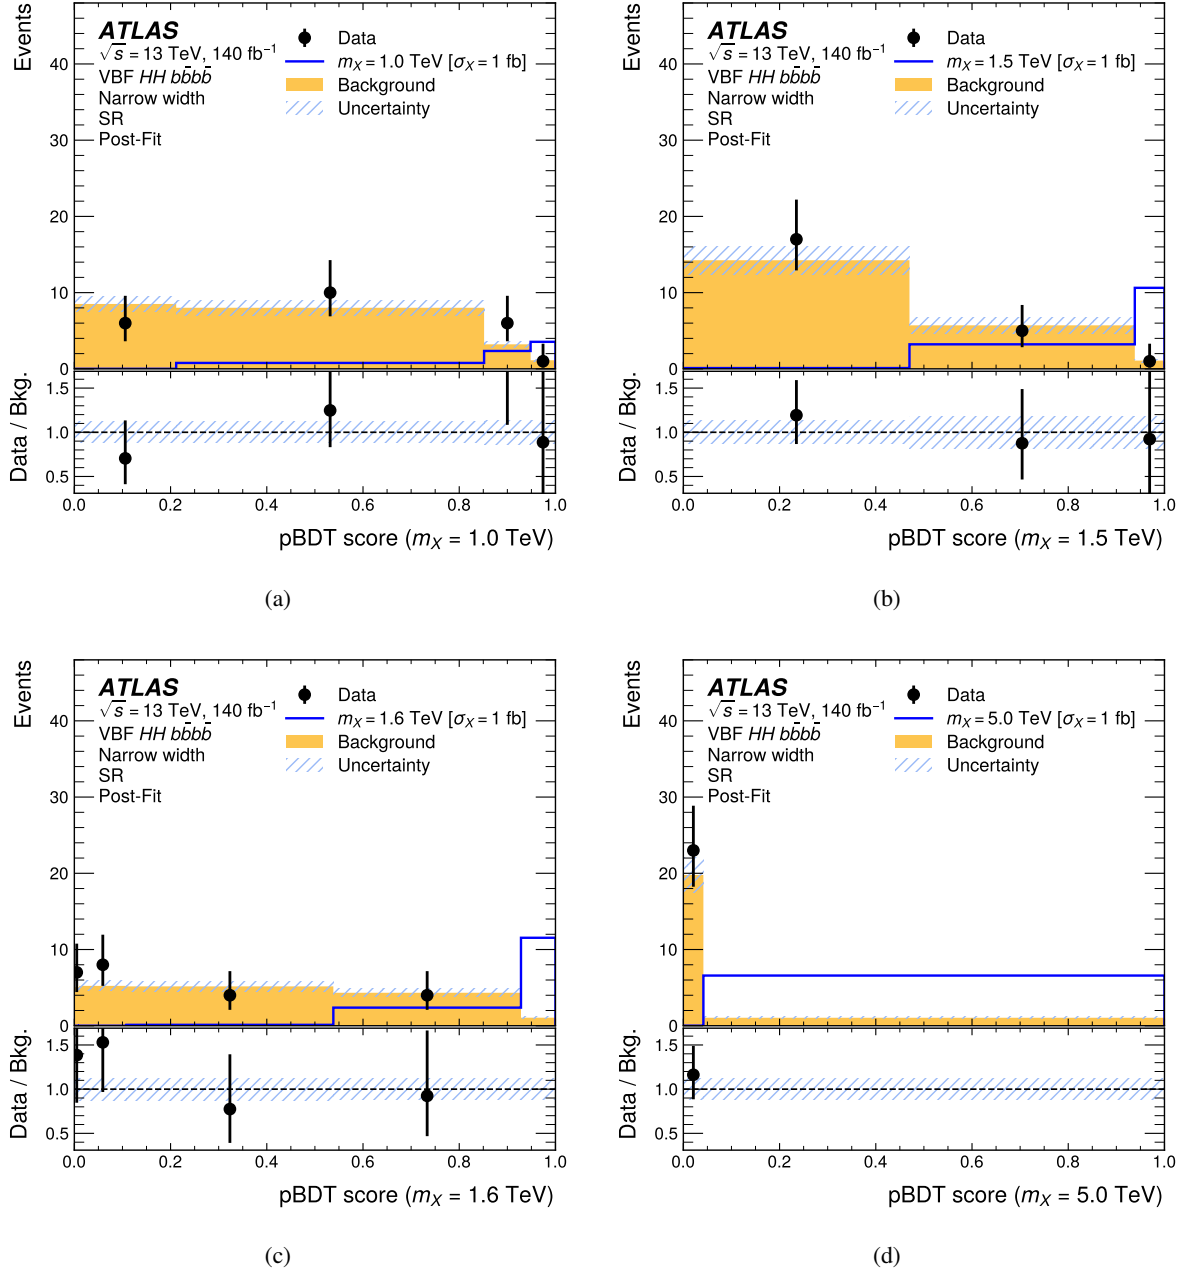 Events
ATLAS
√s = 13 TeV, 140 fb⁻¹
VBF HH bb̄bb̄
Narrow width
SR
Post-Fit
Data
m_X = 1.0 TeV [σ_X = 1 fb]
Background
Uncertainty
40
30
20
10
0
Data / Bkg.
1.5
1.0
0.5
0.0 0.2 0.4 0.6 0.8 1.0
pBDT score (m_X = 1.0 TeV)
(a)
Events
ATLAS
√s = 13 TeV, 140 fb⁻¹
VBF HH bb̄bb̄
Narrow width
SR
Post-Fit
Data
m_X = 1.5 TeV [σ_X = 1 fb]
Background
Uncertainty
40
30
20
10
0
Data / Bkg.
1.5
1.0
0.5
0.0 0.2 0.4 0.6 0.8 1.0
pBDT score (m_X = 1.5 TeV)
(b)
Events
ATLAS
√s = 13 TeV, 140 fb⁻¹
VBF HH bb̄bb̄
Narrow width
SR
Post-Fit
Data
m_X = 1.6 TeV [σ_X = 1 fb]
Background
Uncertainty
40
30
20
10
0
Data / Bkg.
1.5
1.0
0.5
0.0 0.2 0.4 0.6 0.8 1.0
pBDT score (m_X = 1.6 TeV)
(c)
Events
ATLAS
√s = 13 TeV, 140 fb⁻¹
VBF HH bb̄bb̄
Narrow width
SR
Post-Fit
Data
m_X = 5.0 TeV [σ_X = 1 fb]
Background
Uncertainty
40
30
20
10
0
Data / Bkg.
1.5
1.0
0.5
0.0 0.2 0.4 0.6 0.8 1.0
pBDT score (m_X = 5.0 TeV)
(d)